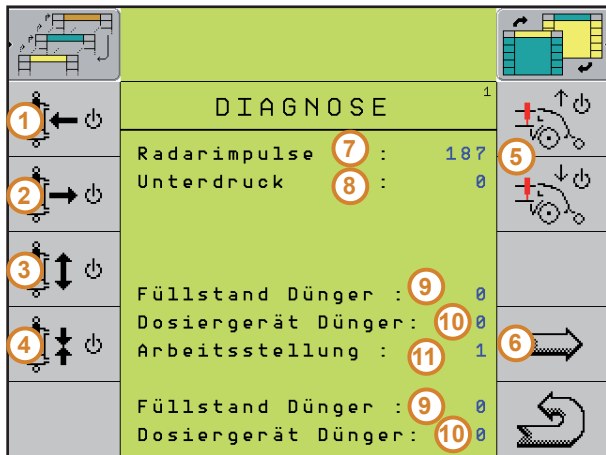 DIAGNOSE 1
1
Radarimpulse 7 : 187
5
2
Unterdruck 8 : 0
3
Füllstand Dünger : 9 0
Dosiergerät Dünger: 10 0
4
Arbeitsstellung : 11 1
6
Füllstand Dünger : 9 0
Dosiergerät Dünger: 10 0